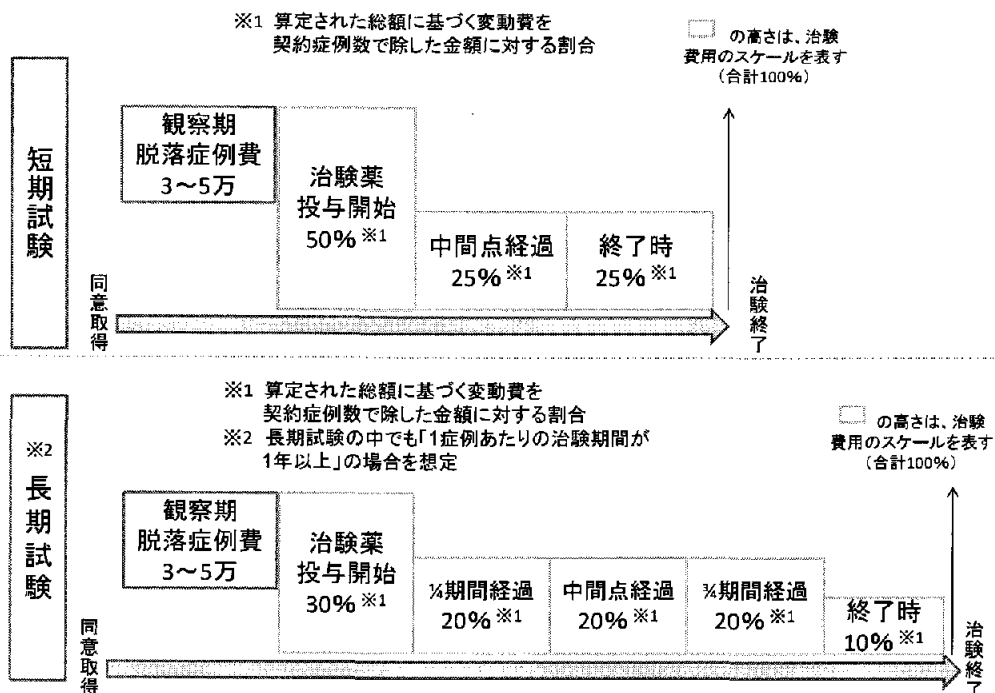 ※1 算定された総額に基づく変動費を
契約症例数で除した金額に対する割合
の高さは、治験
費用のスケールを表す
（合計100%）
短期試験
観察期
脱落症例費
3～5万
治験薬
投与開始
50% ※1
中間点経過
25% ※1
終了時
25% ※1
同意取得
治験終了
※1 算定された総額に基づく変動費を
契約症例数で除した金額に対する割合
※2 長期試験の中でも「1症例あたりの治験期間が
1年以上」の場合を想定
の高さは、治験
費用のスケールを表す
（合計100%）
※2
長期試験
観察期
脱落症例費
3～5万
治験薬
投与開始
30% ※1
¼期間経過
20% ※1
中間点経過
20% ※1
¾期間経過
20% ※1
終了時
10% ※1
同意取得
治験終了